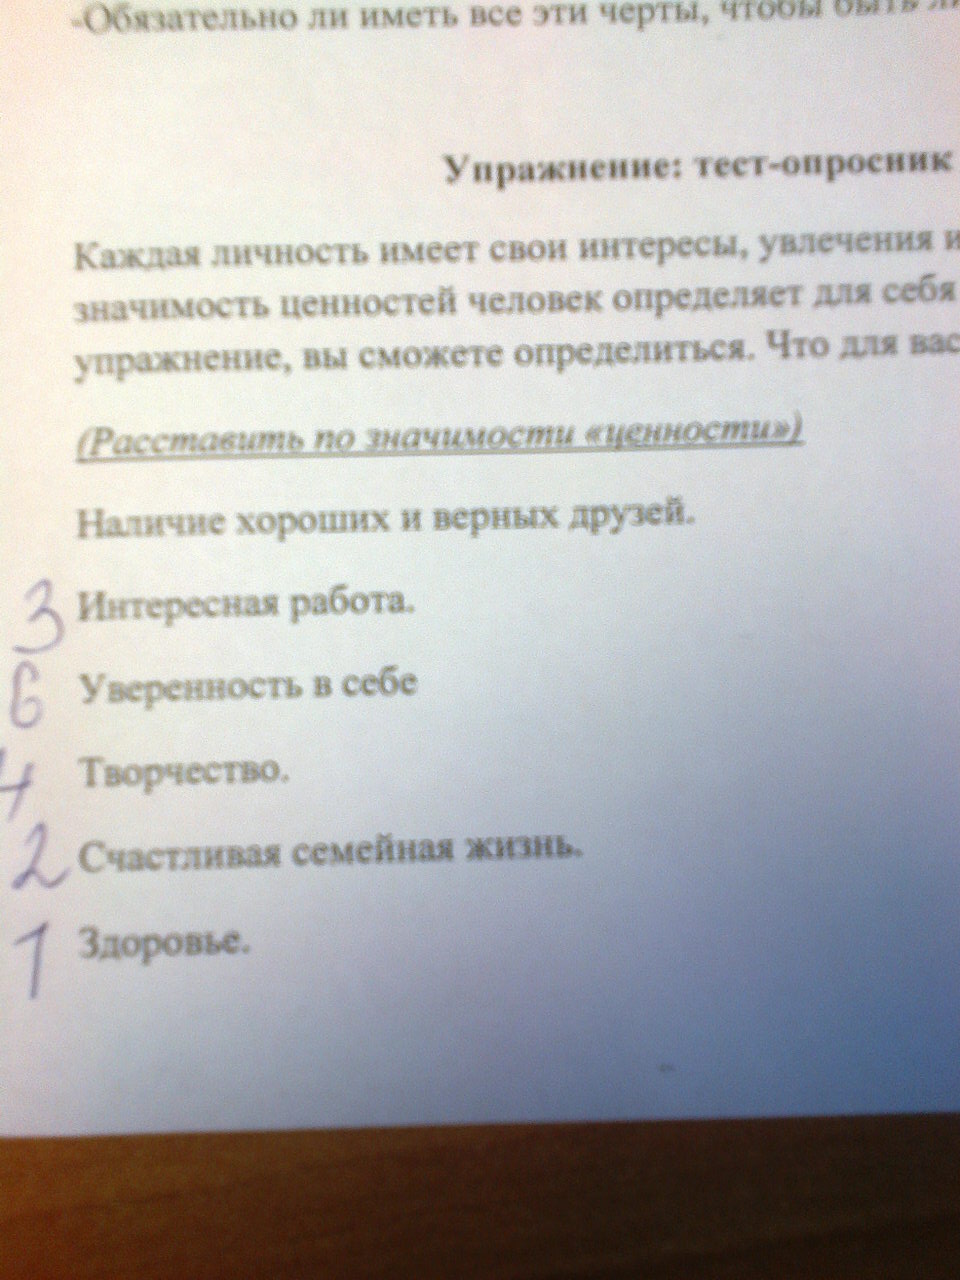 -Обязательно ли иметь все эти черты, чтобы быть
Упражнение: тест-опросник
Каждая личность имеет свои интересы, увлечения и
значимость ценностей человек определяет для себя
упражнение, вы сможете определиться. Что для вас
(Расставить по значимости «ценности»)
Наличие хороших и верных друзей.
3 Интересная работа.
6 Уверенность в себе
4 Творчество.
2 Счастливая семейная жизнь.
1 Здоровье.